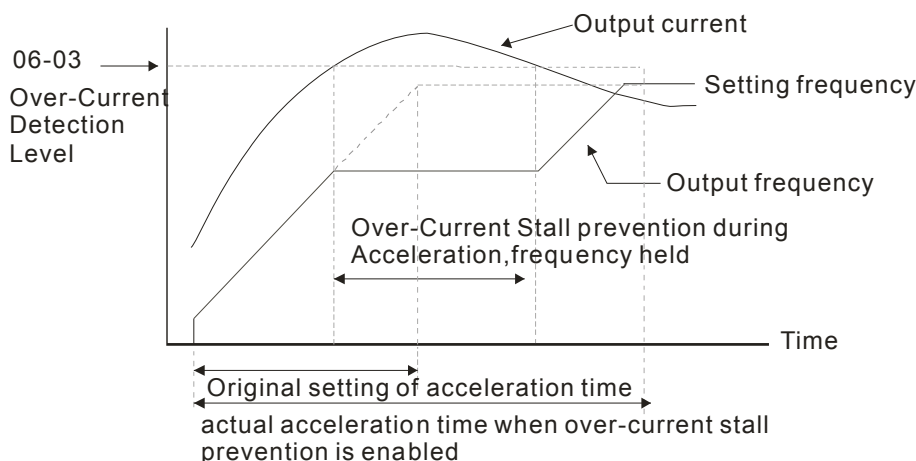 Output current
06-03
Over-Current
Detection
Level
Setting frequency
Output frequency
Over-Current Stall prevention during
Acceleration,frequency held
Time
Original setting of acceleration time
actual acceleration time when over-current stall
prevention is enabled